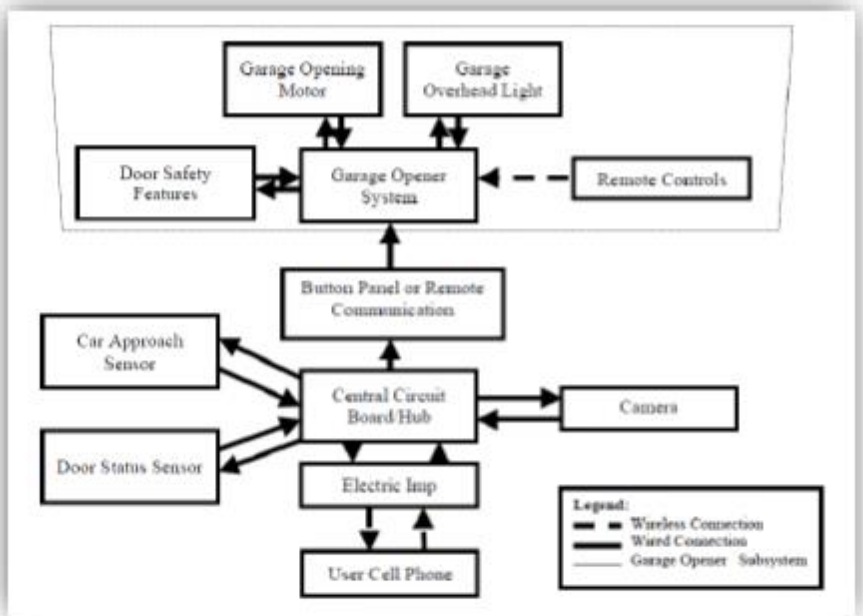 Garage Opening
Motor
Garage
Overhead Light
Door Safety
Features
Garage Opener
System
Remote Controls
Button Panel or Remote
Communication
Car Approach
Sensor
Central Circuit
Board/Hub
Camera
Door Status Sensor
Electric Imp
User Cell Phone
Legend:
Wireless Connection
Wired Connection
Garage Opener Subsystem